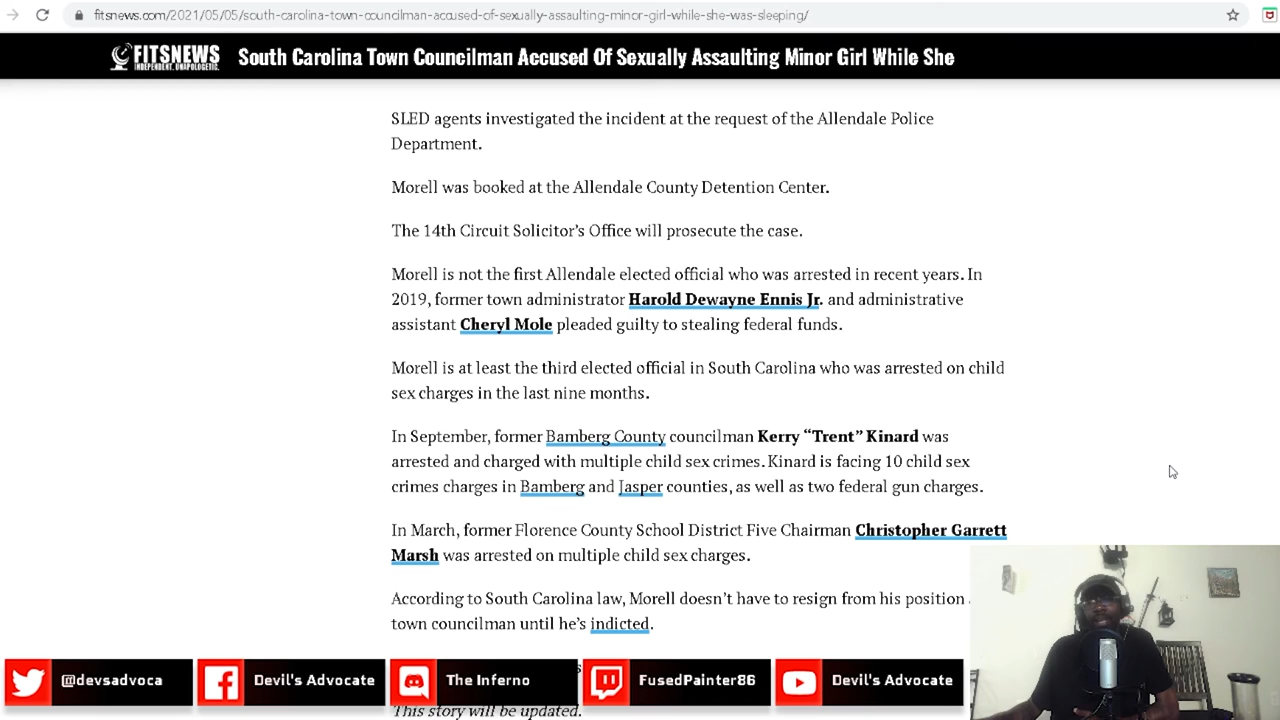 fitsnews.com/2021/05/05/south-carolina-town-councilman-accused-of-sexually-assaulting-minor-girl-while-she-was-sleeping/
FITSNEWS
INDEPENDENT. UNAPOLOGETIC.
South Carolina Town Councilman Accused Of Sexually Assaulting Minor Girl While She
SLED agents investigated the incident at the request of the Allendale Police
Department.
Morell was booked at the Allendale County Detention Center.
The 14th Circuit Solicitor’s Office will prosecute the case.
Morell is not the first Allendale elected official who was arrested in recent years. In
2019, former town administrator Harold Dewayne Ennis Jr. and administrative
assistant Cheryl Mole pleaded guilty to stealing federal funds.
Morell is at least the third elected official in South Carolina who was arrested on child
sex charges in the last nine months.
In September, former Bamberg County councilman Kerry “Trent” Kinard was
arrested and charged with multiple child sex crimes. Kinard is facing 10 child sex
crimes charges in Bamberg and Jasper counties, as well as two federal gun charges.
In March, former Florence County School District Five Chairman Christopher Garrett
Marsh was arrested on multiple child sex charges.
According to South Carolina law, Morell doesn’t have to resign from his position
town councilman until he’s indicted.
@devsadvoca
Devil's Advocate
The Inferno
FusedPainter86
Devil's Advocate
This story will be updated.